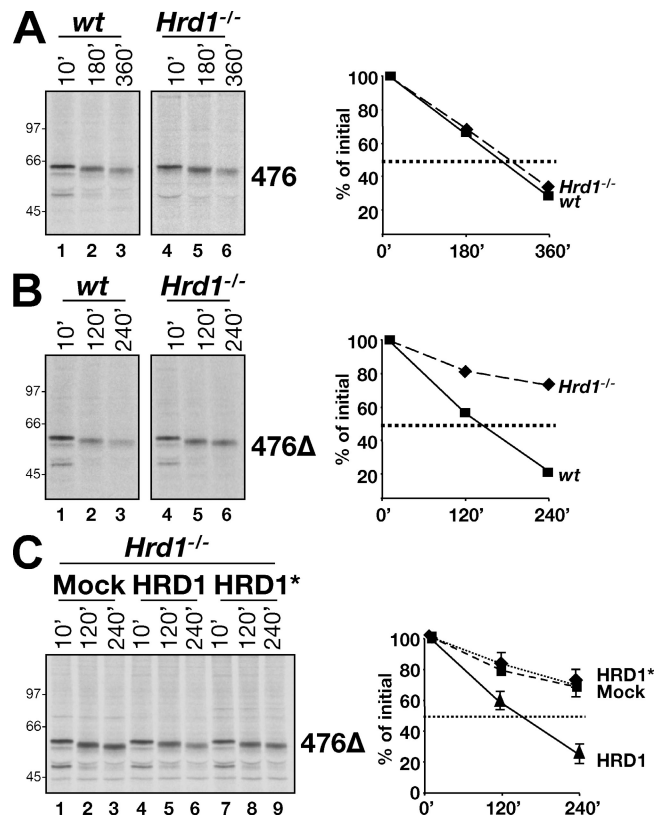 A
wt Hrd1-/-
10' 180' 360' 10' 180' 360'
97-
66-
45-
476
1 2 3 4 5 6
% of initial
100
80
60
40
20
Hrd1-/-
wt
0' 180' 360'
B
wt Hrd1-/-
10' 120' 240' 10' 120' 240'
97-
66-
45-
476Δ
1 2 3 4 5 6
% of initial
100
80
60
40
20
Hrd1-/-
wt
0' 120' 240'
C
Hrd1-/-
Mock HRD1 HRD1*
10' 120' 240' 10' 120' 240' 10' 120' 240'
97-
66-
45-
476Δ
1 2 3 4 5 6 7 8 9
% of initial
100
80
60
40
20
0
HRD1*
Mock
HRD1
0' 120' 240'